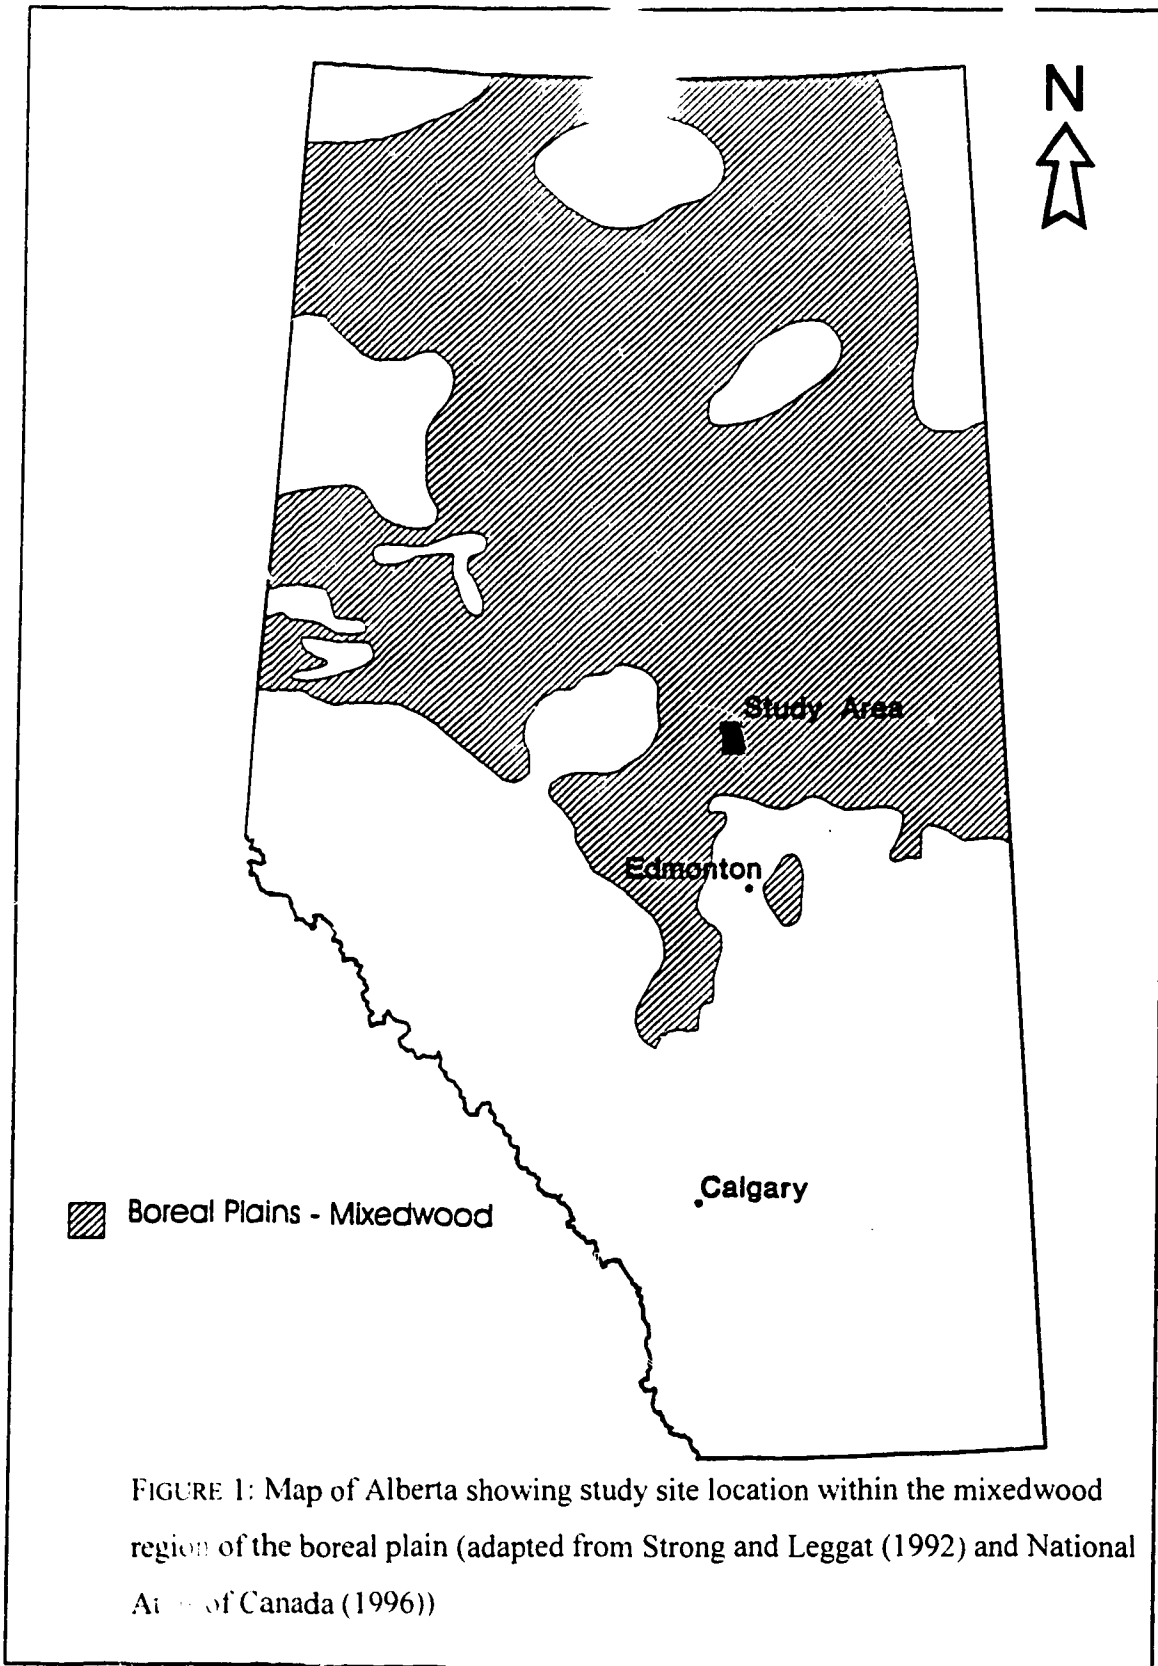 N
Study Area
Edmonton
Calgary
Boreal Plains - Mixedwood
FIGURE 1: Map of Alberta showing study site location within the mixedwood
region of the boreal plain (adapted from Strong and Leggat (1992) and National
of Canada (1996))